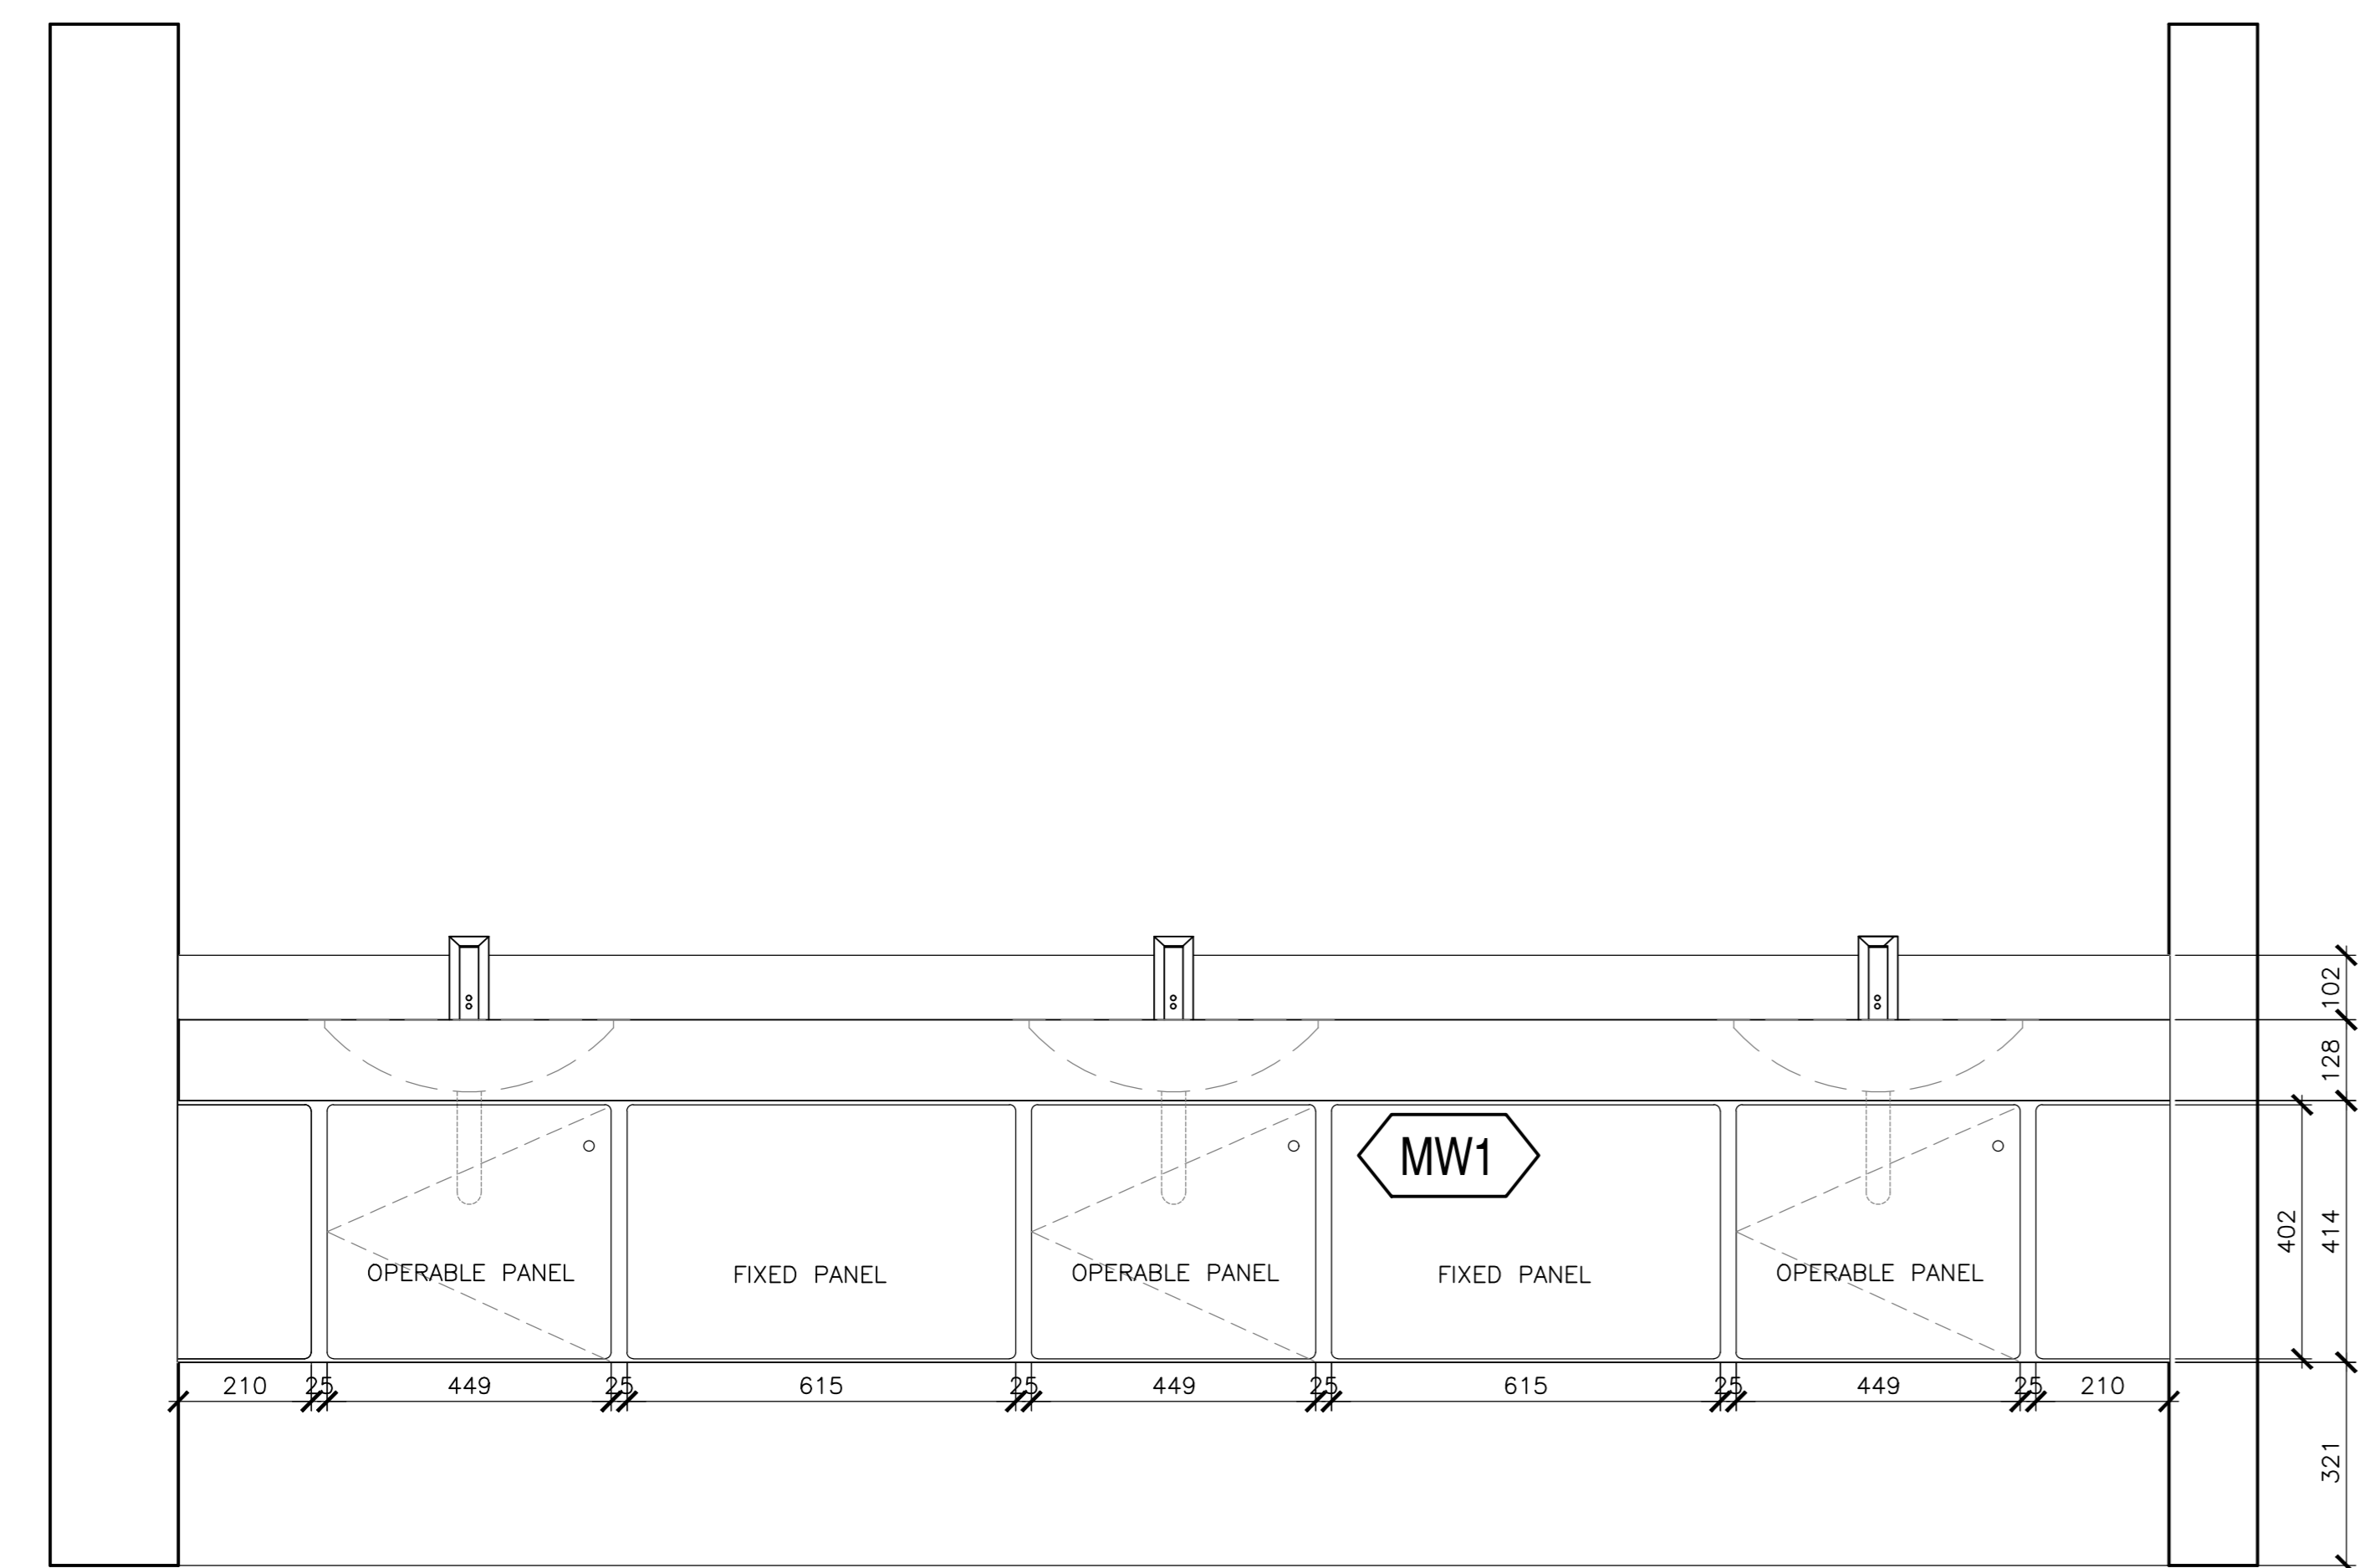 102
128
MW1
402
414
OPERABLE PANEL
FIXED PANEL
OPERABLE PANEL
FIXED PANEL
OPERABLE PANEL
210 25 449 25 615 25 449 25 615 25 449 25 210
321